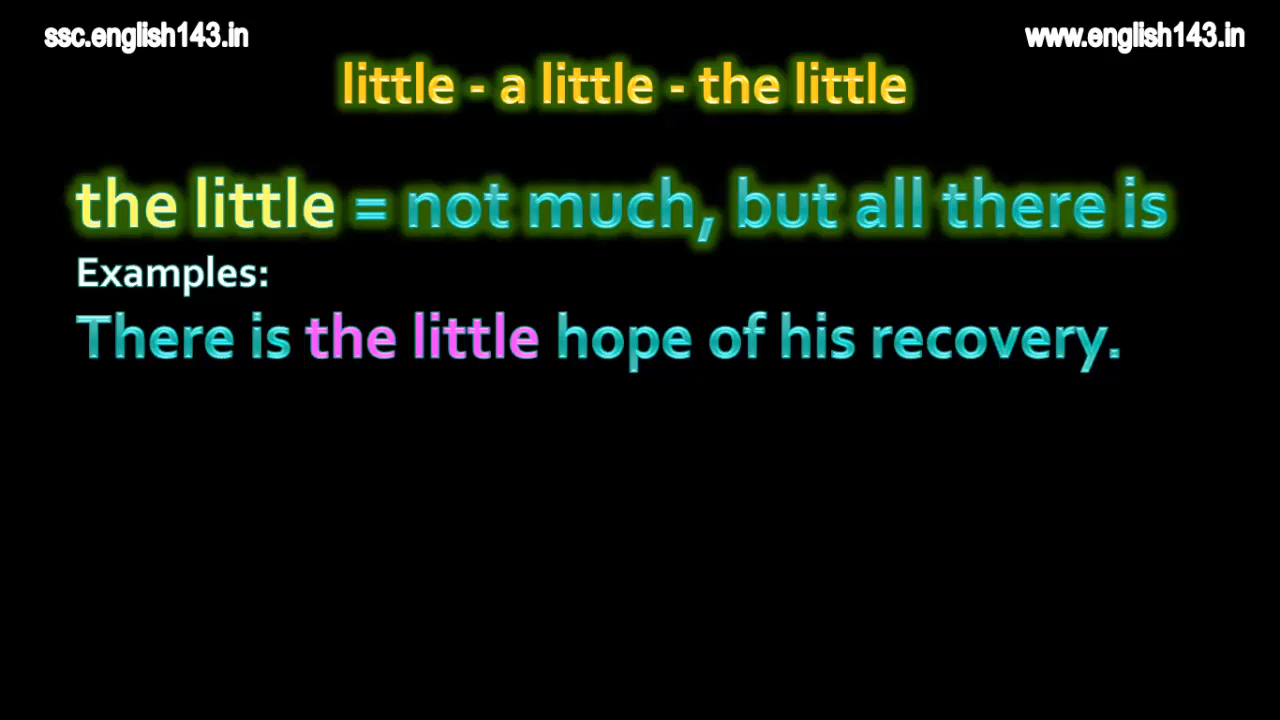 ssc.english143.in
www.english143.in
little - a little - the little
the little = not much, but all there is
Examples:
There is the little hope of his recovery.